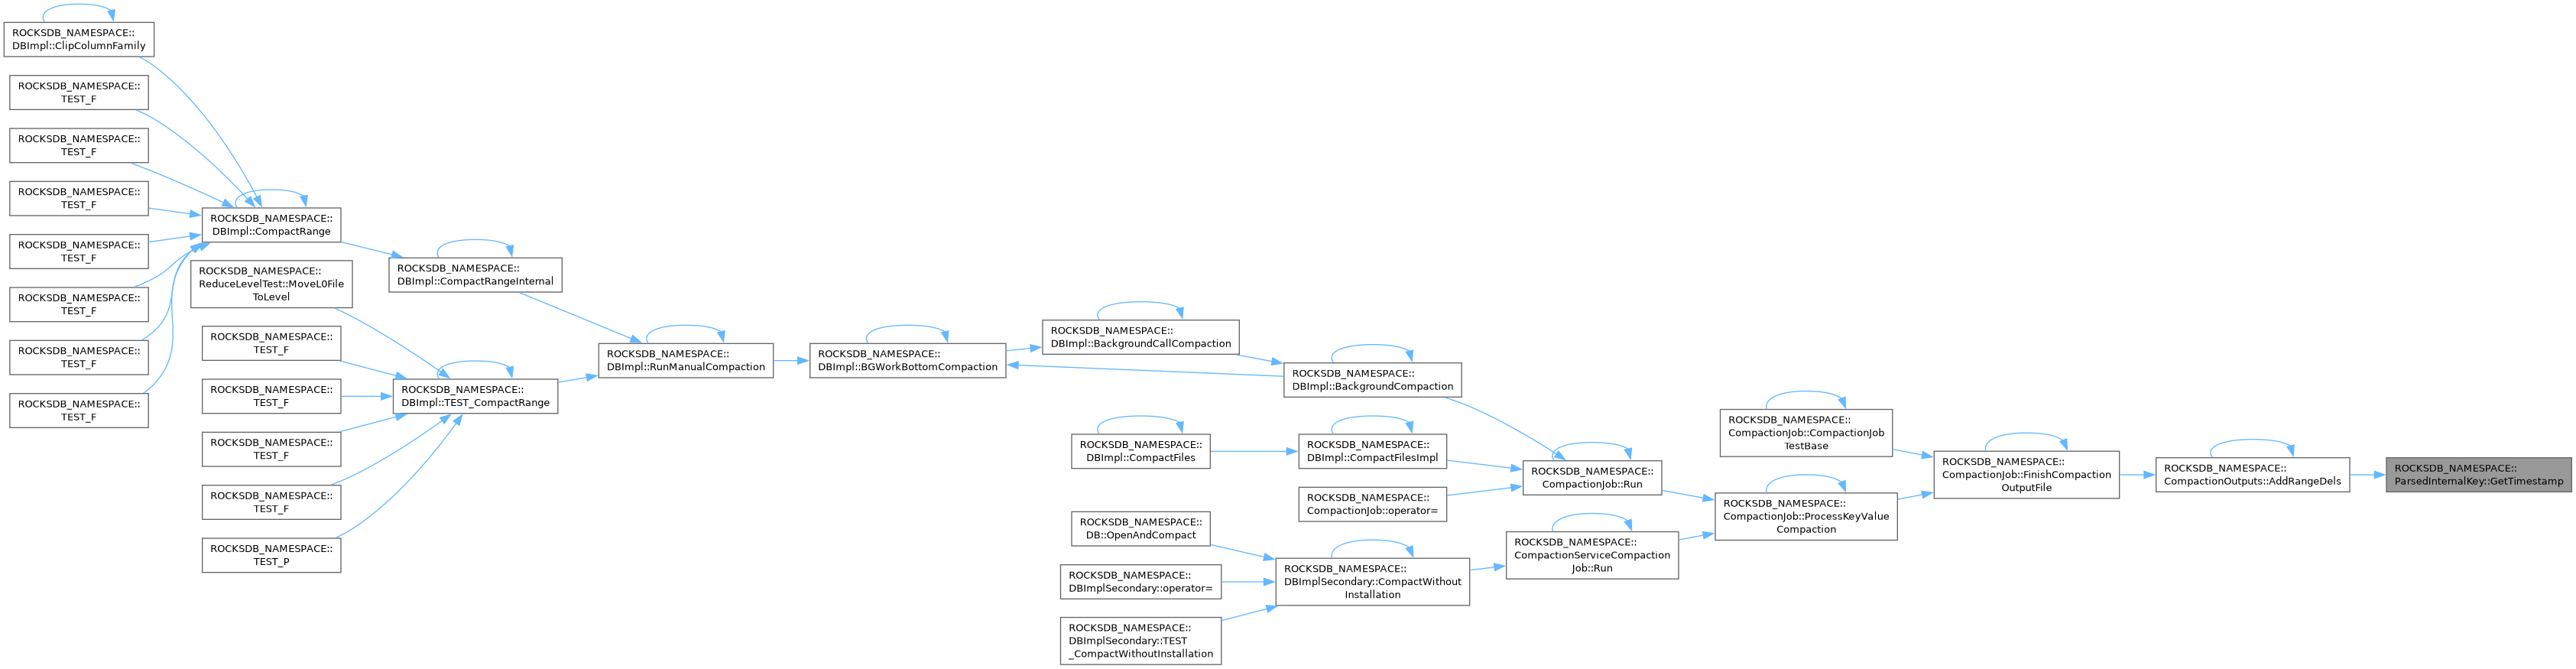 ROCKSDB_NAMESPACE::
DBImpl::ClipColumnFamily
ROCKSDB_NAMESPACE::
TEST_F
ROCKSDB_NAMESPACE::
TEST_F
ROCKSDB_NAMESPACE::
TEST_F
ROCKSDB_NAMESPACE::
TEST_F
ROCKSDB_NAMESPACE::
TEST_F
ROCKSDB_NAMESPACE::
TEST_F
ROCKSDB_NAMESPACE::
TEST_F
ROCKSDB_NAMESPACE::
DBImpl::CompactRange
ROCKSDB_NAMESPACE::
ReduceLevelTest::MoveL0File
ToLevel
ROCKSDB_NAMESPACE::
TEST_F
ROCKSDB_NAMESPACE::
TEST_F
ROCKSDB_NAMESPACE::
TEST_F
ROCKSDB_NAMESPACE::
TEST_F
ROCKSDB_NAMESPACE::
TEST_P
ROCKSDB_NAMESPACE::
DBImpl::CompactRangeInternal
ROCKSDB_NAMESPACE::
DBImpl::TEST_CompactRange
ROCKSDB_NAMESPACE::
DBImpl::RunManualCompaction
ROCKSDB_NAMESPACE::
DBImpl::BGWorkBottomCompaction
ROCKSDB_NAMESPACE::
DBImpl::BackgroundCallCompaction
ROCKSDB_NAMESPACE::
DBImpl::CompactFiles
ROCKSDB_NAMESPACE::
DB::OpenAndCompact
ROCKSDB_NAMESPACE::
DBImplSecondary::operator=
ROCKSDB_NAMESPACE::
DBImplSecondary::TEST
_CompactWithoutInstallation
ROCKSDB_NAMESPACE::
DBImpl::BackgroundCompaction
ROCKSDB_NAMESPACE::
DBImpl::CompactFilesImpl
ROCKSDB_NAMESPACE::
CompactionJob::operator=
ROCKSDB_NAMESPACE::
DBImplSecondary::CompactWithout
Installation
ROCKSDB_NAMESPACE::
CompactionJob::Run
ROCKSDB_NAMESPACE::
CompactionServiceCompaction
Job::Run
ROCKSDB_NAMESPACE::
CompactionJob::CompactionJob
TestBase
ROCKSDB_NAMESPACE::
CompactionJob::ProcessKeyValue
Compaction
ROCKSDB_NAMESPACE::
CompactionJob::FinishCompaction
OutputFile
ROCKSDB_NAMESPACE::
CompactionOutputs::AddRangeDels
ROCKSDB_NAMESPACE::
ParsedInternalKey::GetTimestamp